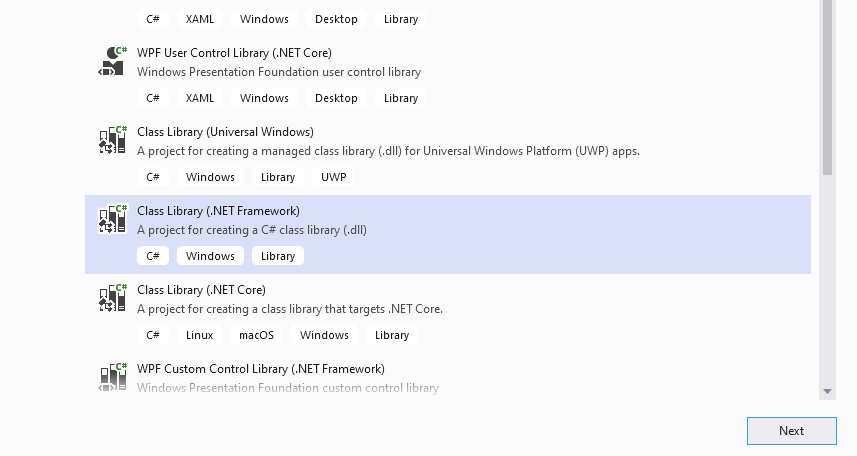 C# XAML Windows Desktop Library
C#
WPF User Control Library (.NET Core)
Windows Presentation Foundation user control library
C# XAML Windows Desktop Library
C#
Class Library (Universal Windows)
A project for creating a managed class library (.dll) for Universal Windows Platform (UWP) apps.
C# Windows Library UWP
C#
Class Library (.NET Framework)
A project for creating a C# class library (.dll)
C# Windows Library
C#
Class Library (.NET Core)
A project for creating a class library that targets .NET Core.
C# Linux macOS Windows Library
C#
WPF Custom Control Library (.NET Framework)
Windows Presentation Foundation custom control library
Next